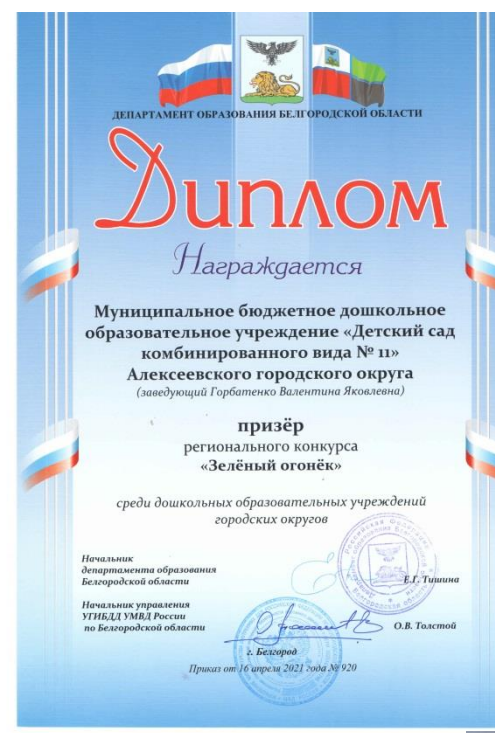 ДЕПАРТАМЕНТ ОБРАЗОВАНИЯ БЕЛГОРОДСКОЙ ОБЛАСТИ
Диплом
Награждается
Муниципальное бюджетное дошкольное
образовательное учреждение «Детский сад
комбинированного вида № 11»
Алексеевского городского округа
(заведующий Горбатенко Валентина Яковлевна)
призёр
регионального конкурса
«Зелёный огонёк»
среди дошкольных образовательных учреждений
городских округов
Начальник
департамента образования
Белгородской области
Е.Г. Тишина
Начальник управления
УГИБДД УМВД России
по Белгородской области
О.В. Толстой
г. Белгород
Приказ от 16 апреля 2021 года № 920